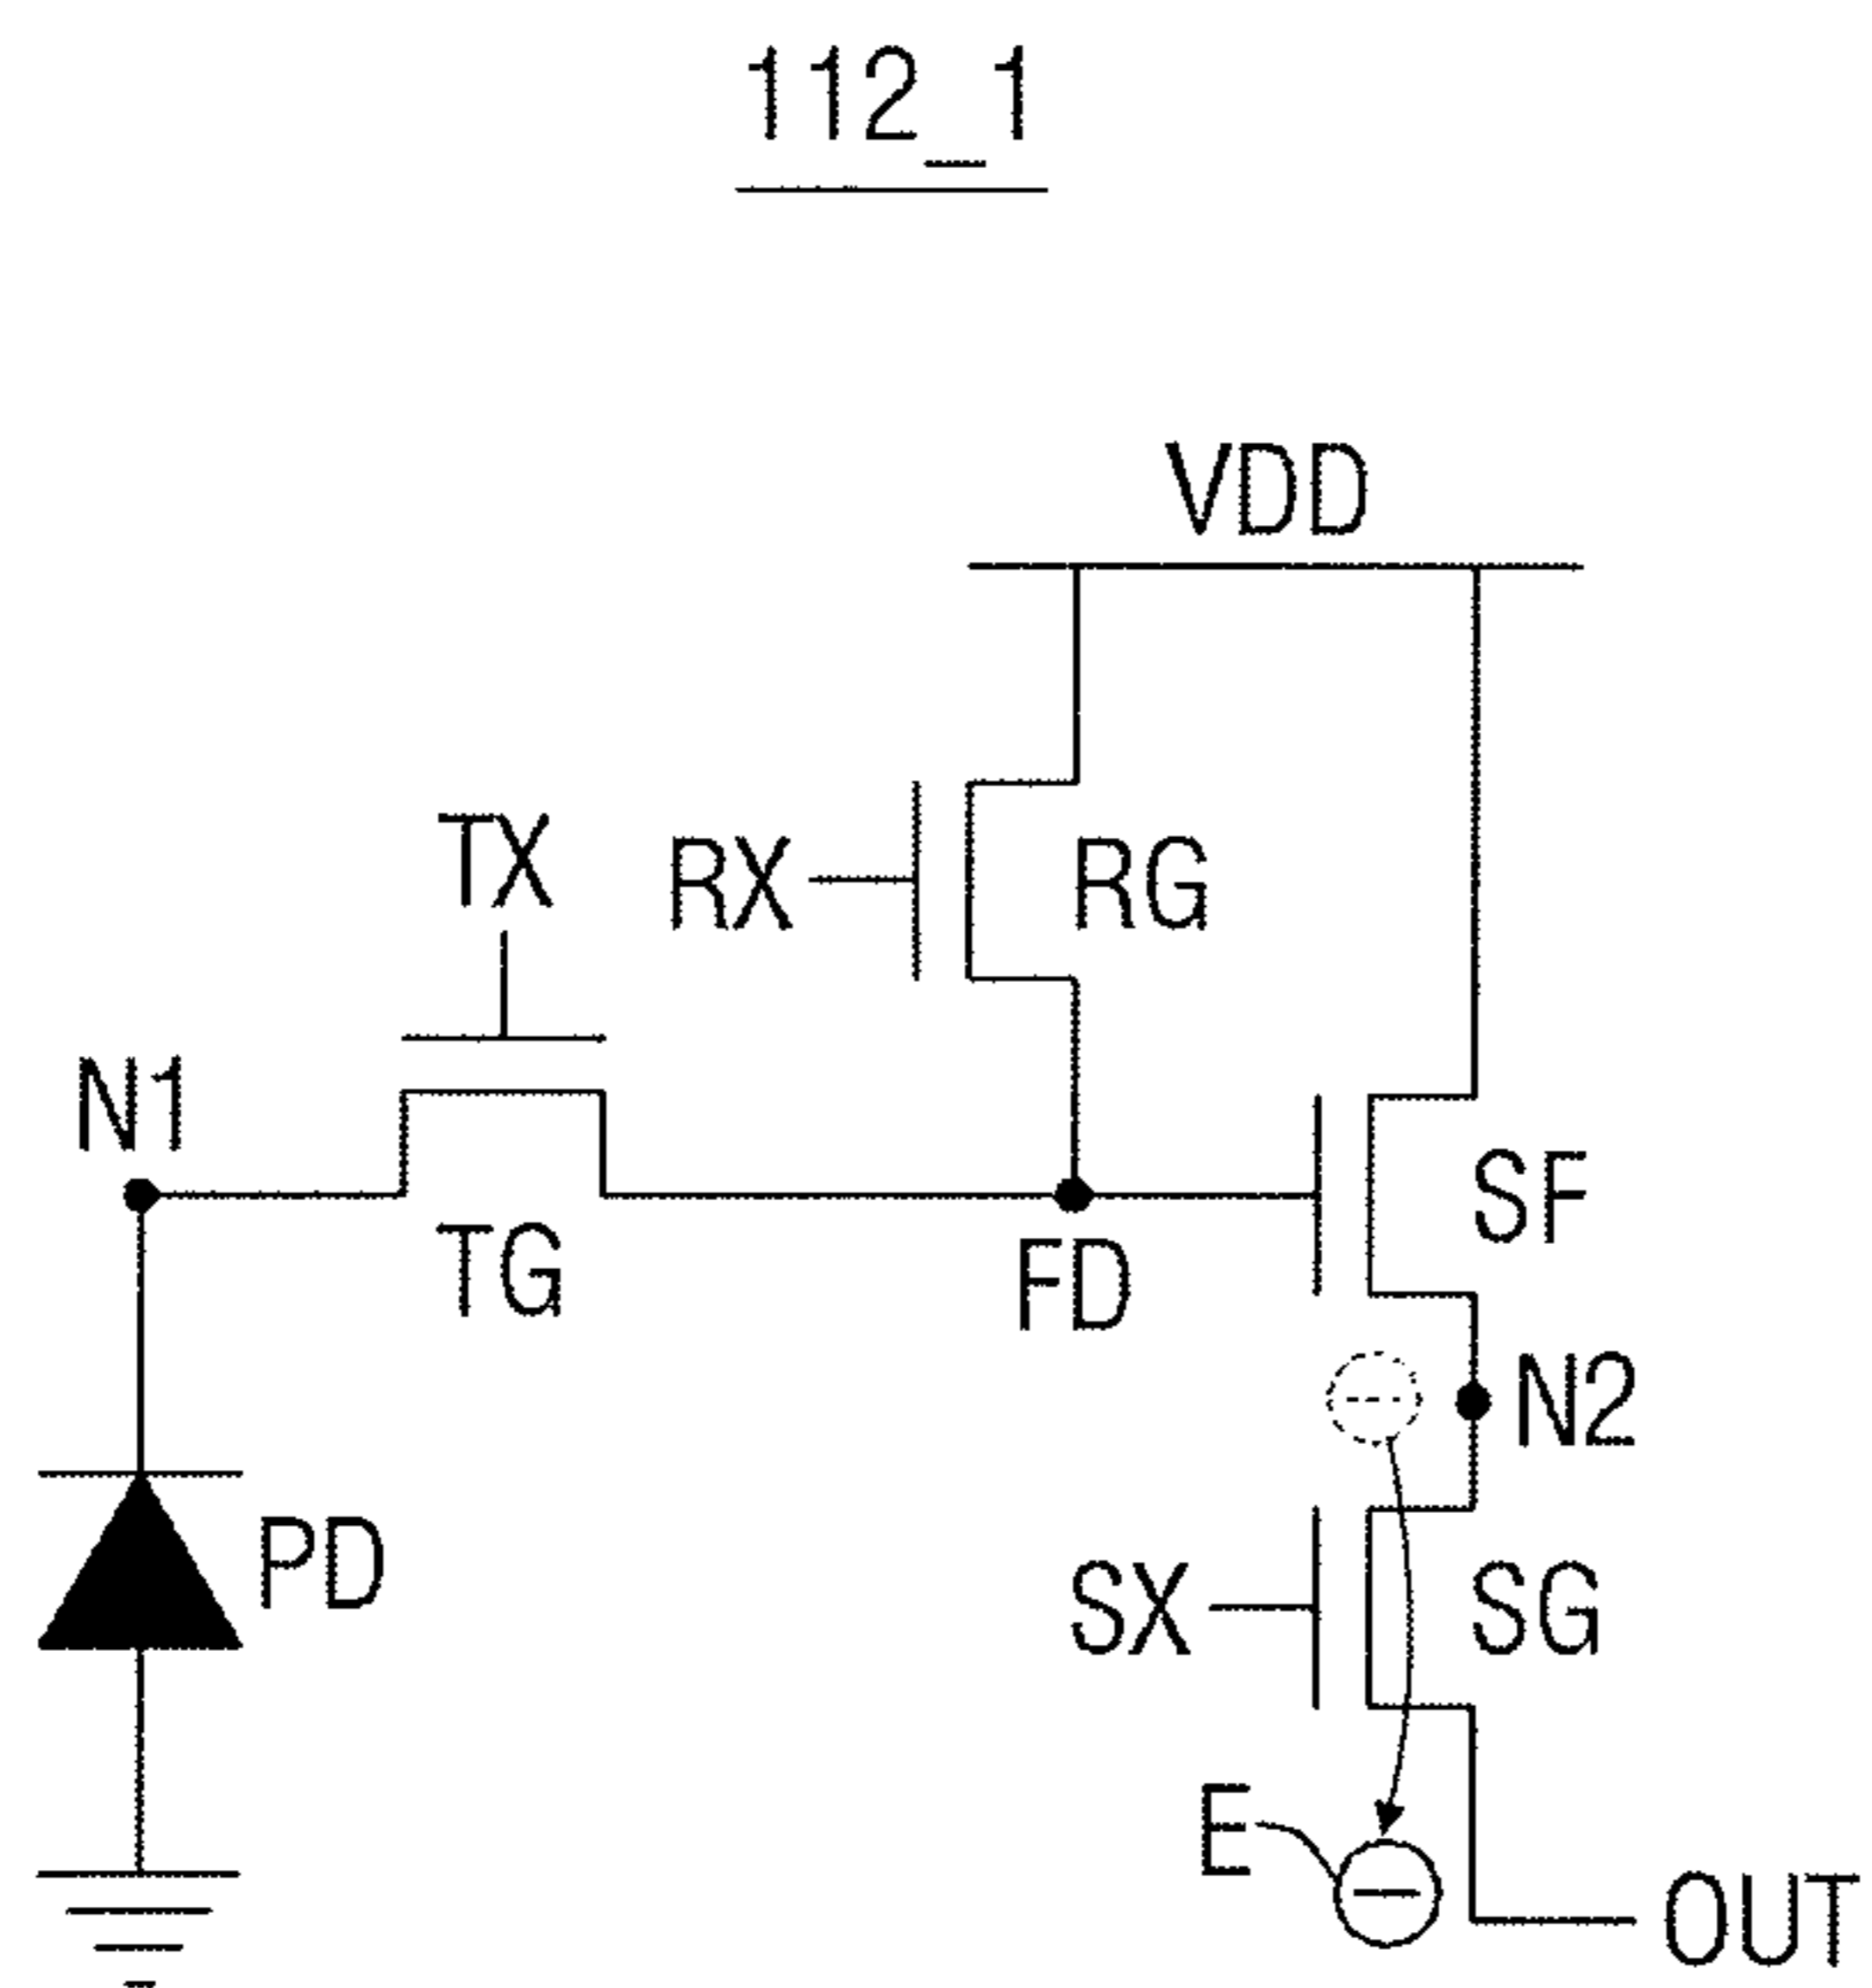 112_1
VDD
TX
RX
RG
N1
TG
FD
SF
N2
PD
SX
SG
E
OUT